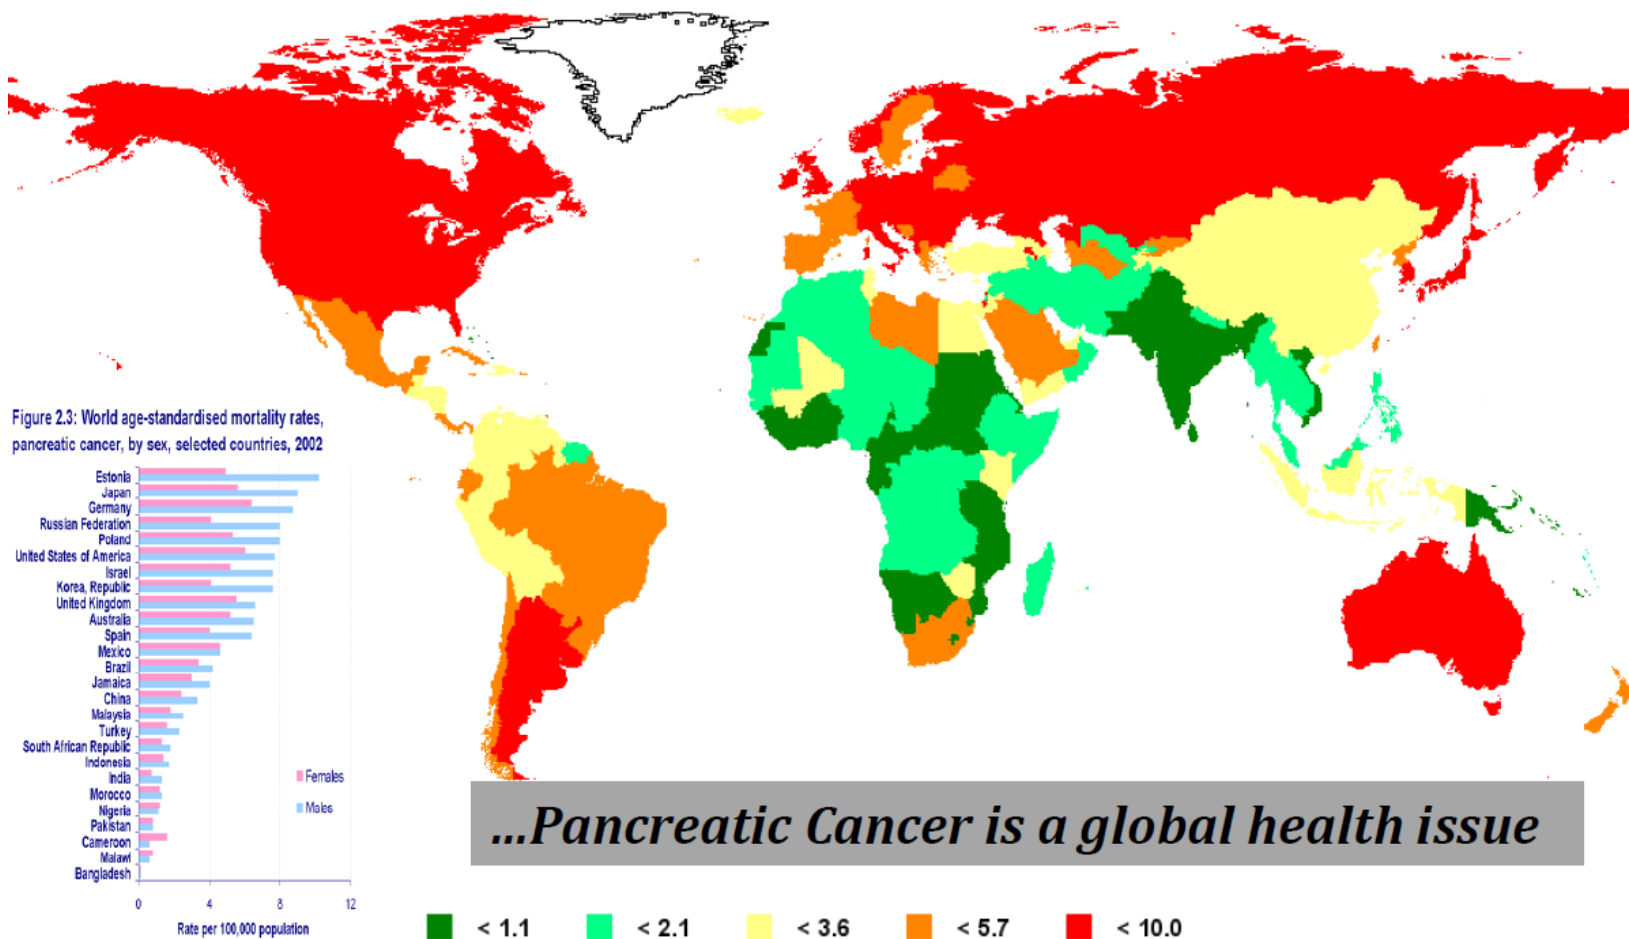 Figure 2.3: World age-standardised mortality rates,
pancreatic cancer, by sex, selected countries, 2002
Estonia
Japan
Germany
Russian Federation
Poland
United States of America
Israel
Korea, Republic
United Kingdom
Australia
Spain
Mexico
Brazil
Jamaica
China
Malaysia
Turkey
South African Republic
Indonesia
India
Morocco
Nigeria
Pakistan
Cameroon
Malawi
Bangladesh
Females
Males
0 4 8 12
Rate per 100,000 population
...Pancreatic Cancer is a global health issue
< 1.1 < 2.1 < 3.6 < 5.7 < 10.0